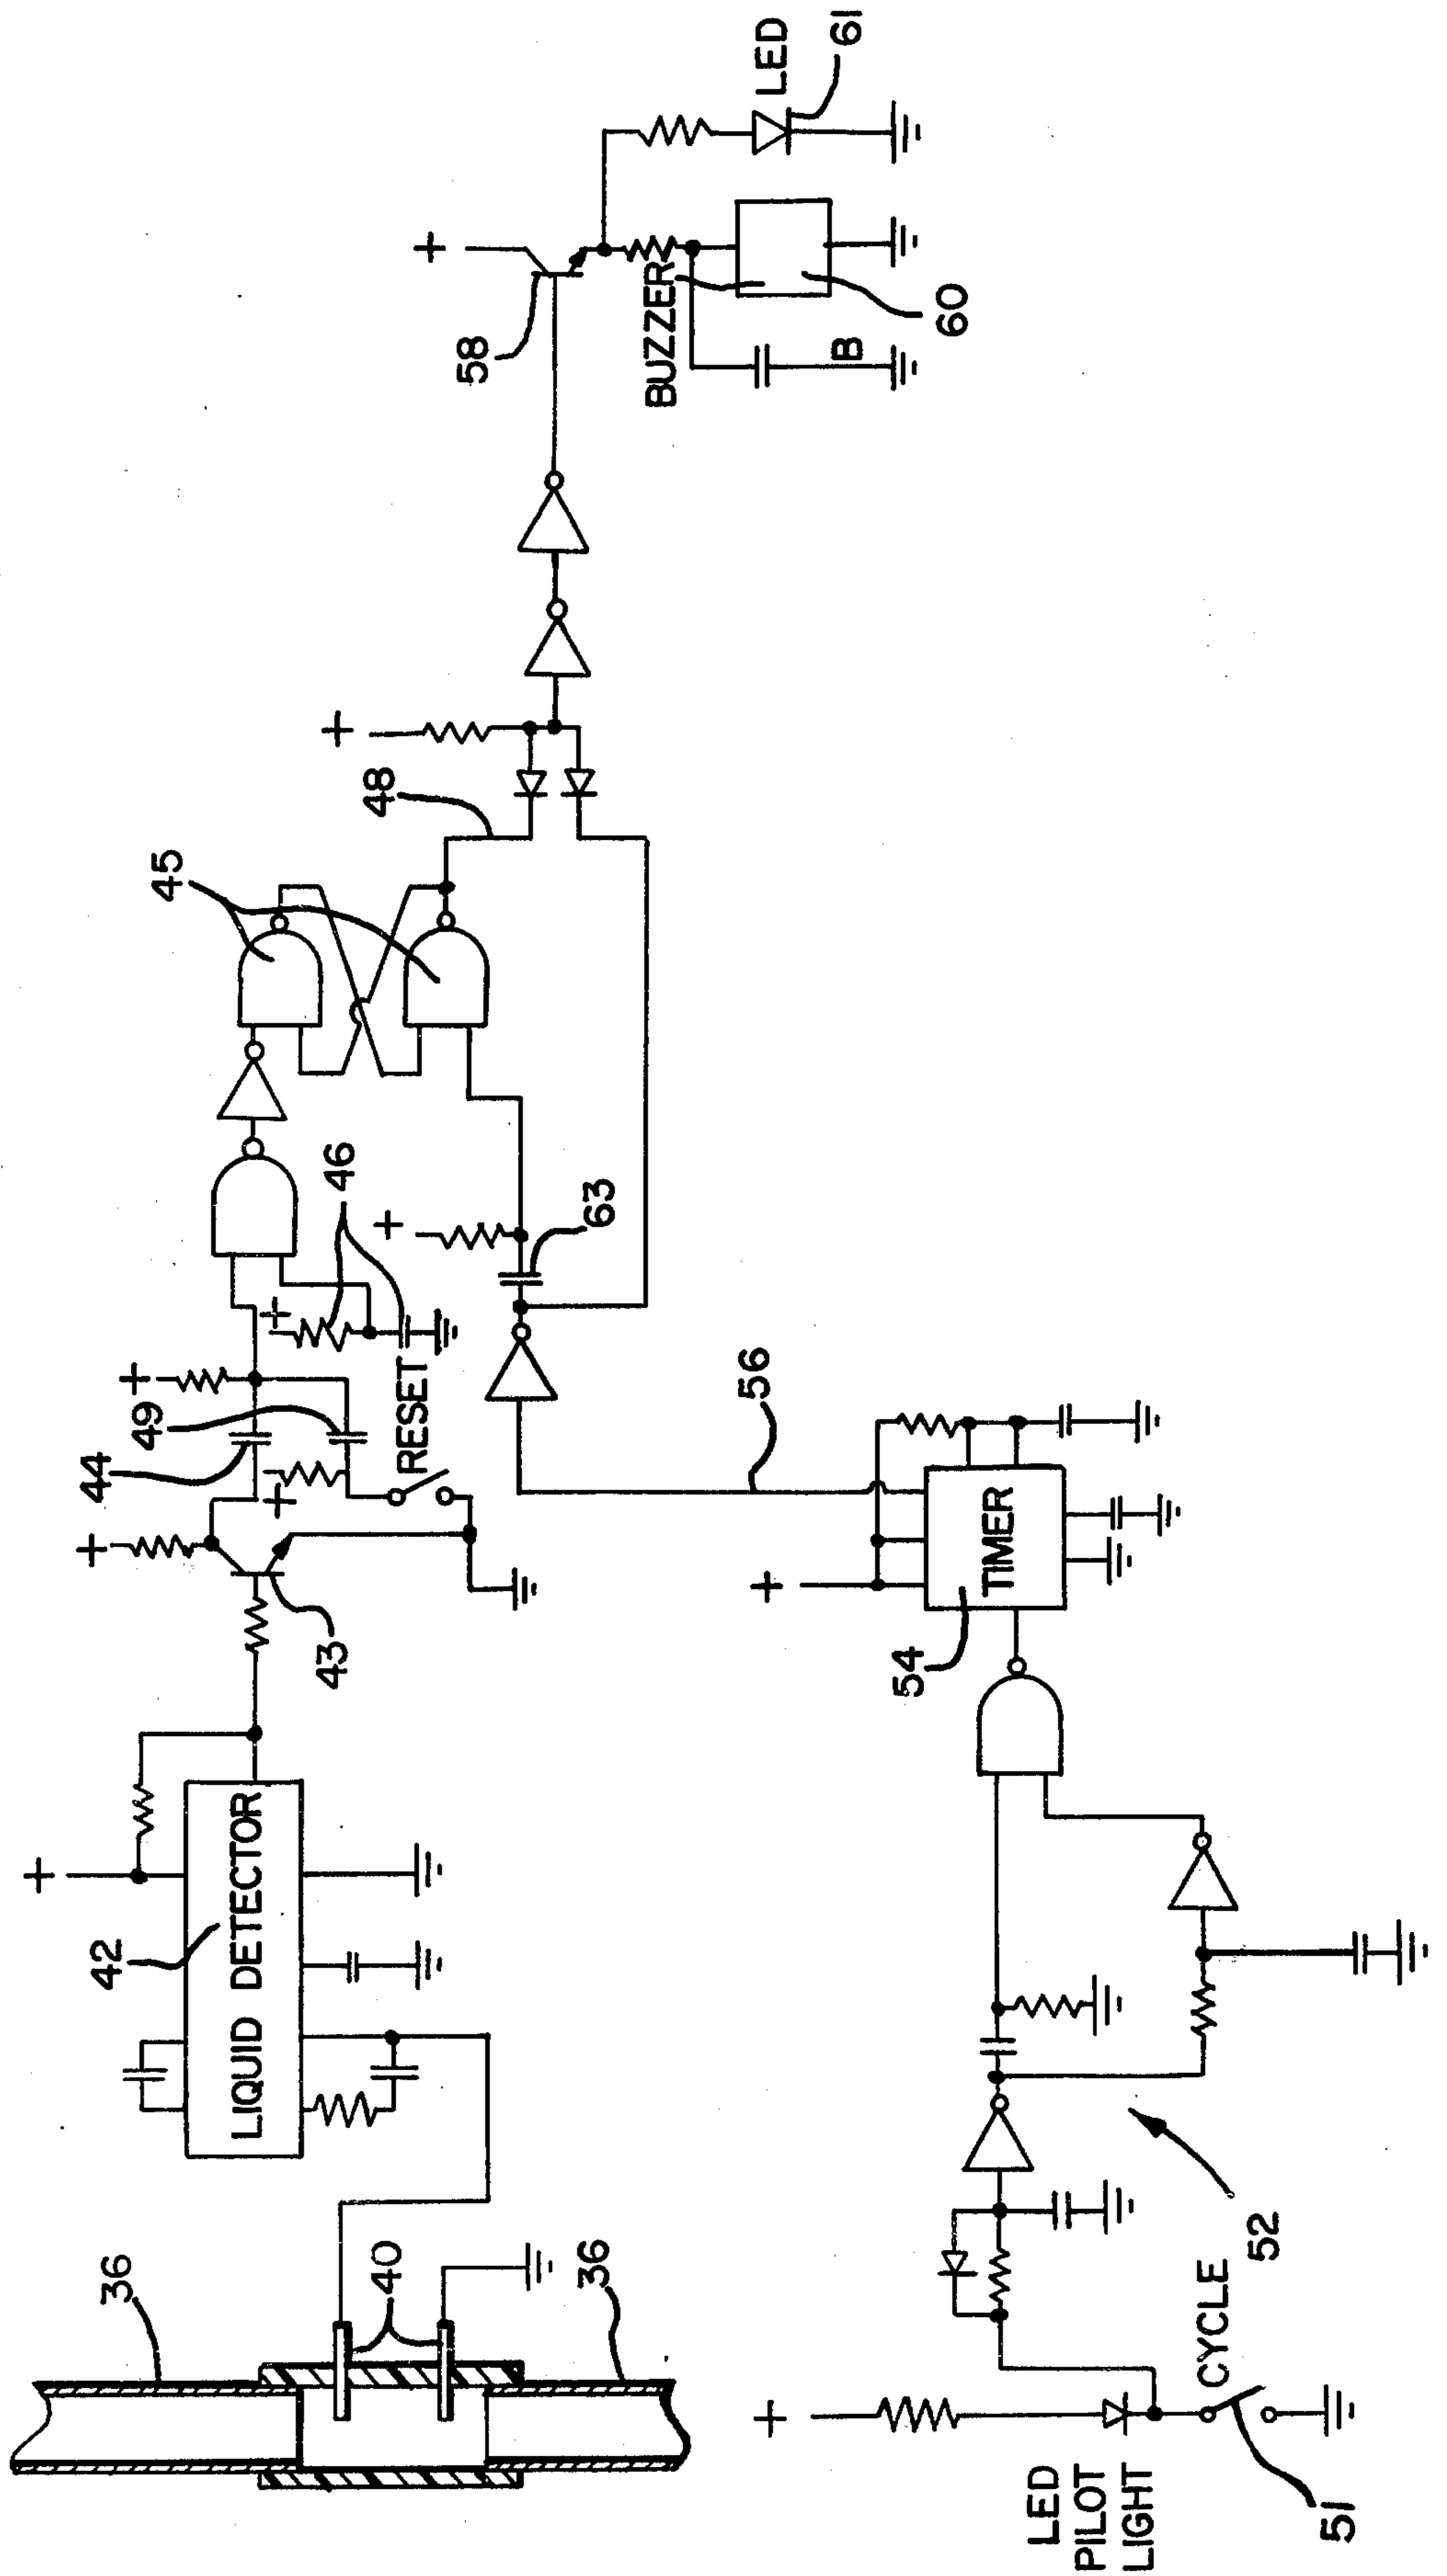 36
40
36
LIQUID DETECTOR
42
43
44
49
RESET
46
45
48
63
56
58
BUZZER
B
60
LED
61
LED
PILOT
LIGHT
CYCLE
51
52
54
TIMER
+
+
+
+
+
+
+
+
+
+
+